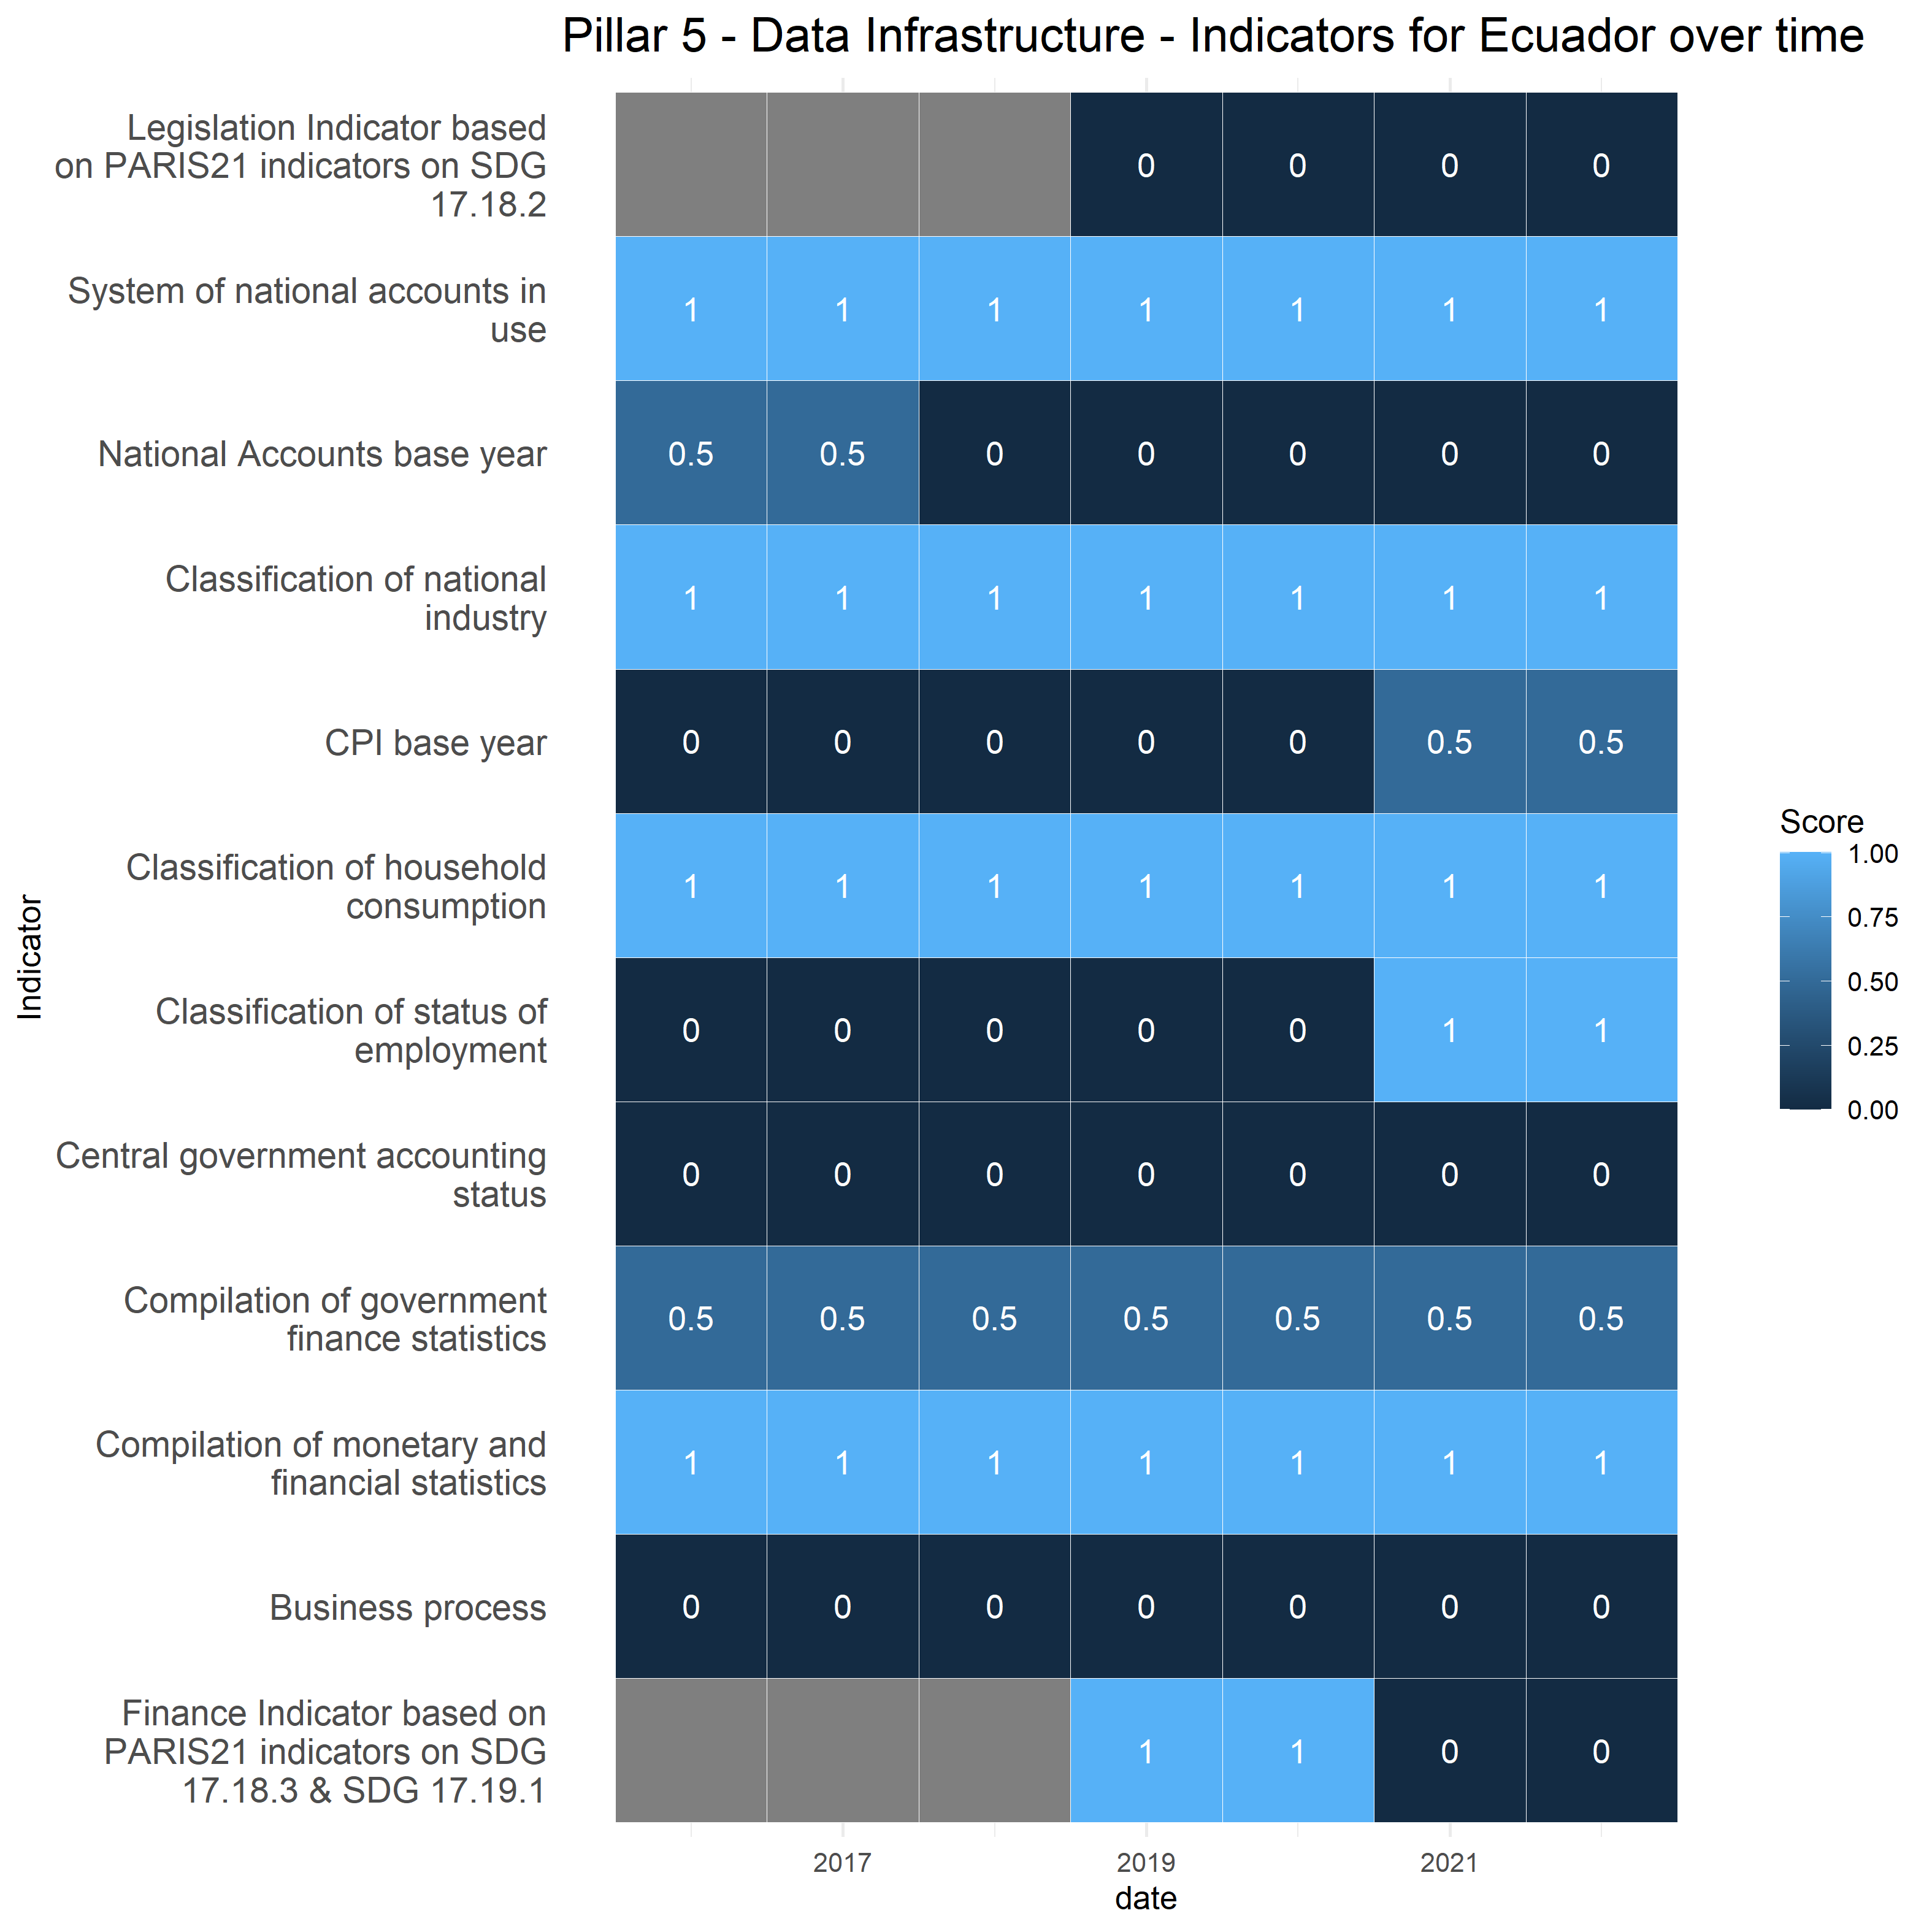 Pillar 5 - Data Infrastructure - Indicators for Ecuador over time
Legislation Indicator based
on PARIS21 indicators on SDG
17.18.2
0 0 0 0
System of national accounts in
use
1 1 1 1 1 1 1
National Accounts base year
0.5 0.5 0 0 0 0 0
Classification of national
industry
1 1 1 1 1 1 1
CPI base year
0 0 0 0 0 0.5 0.5
Classification of household
consumption
1 1 1 1 1 1 1
Classification of status of
employment
0 0 0 0 0 1 1
Central government accounting
status
0 0 0 0 0 0 0
Compilation of government
finance statistics
0.5 0.5 0.5 0.5 0.5 0.5 0.5
Compilation of monetary and
financial statistics
1 1 1 1 1 1 1
Business process
0 0 0 0 0 0 0
Finance Indicator based on
PARIS21 indicators on SDG
17.18.3 & SDG 17.19.1
1 1 0 0
Indicator
2017 2019 2021
date
Score
1.00
0.75
0.50
0.25
0.00